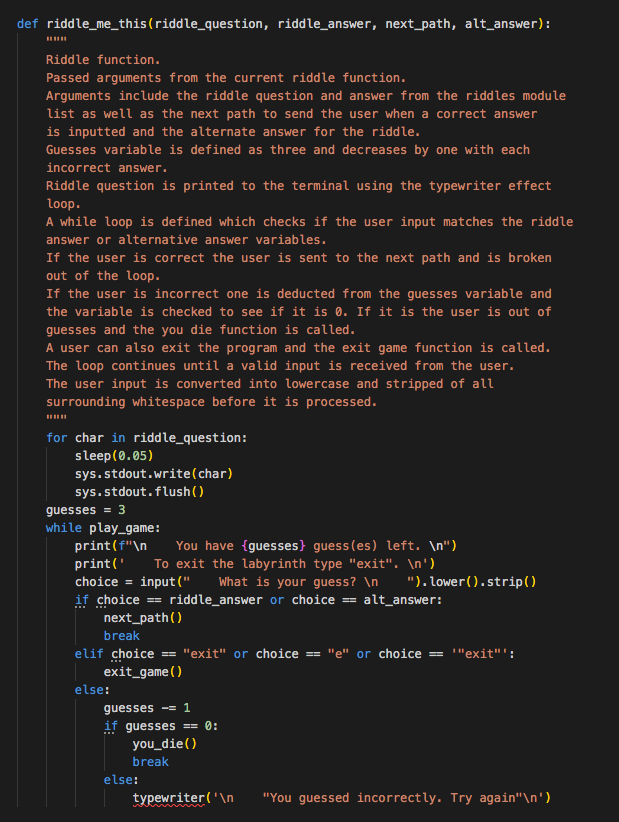 def riddle_me_this(riddle_question, riddle_answer, next_path, alt_answer):
    """
    Riddle function.
    Passed arguments from the current riddle function.
    Arguments include the riddle question and answer from the riddles module
    list as well as the next path to send the user when a correct answer
    is inputted and the alternate answer for the riddle.
    Guesses variable is defined as three and decreases by one with each
    incorrect answer.
    Riddle question is printed to the terminal using the typewriter effect
    loop.
    A while loop is defined which checks if the user input matches the riddle
    answer or alternative answer variables.
    If the user is correct the user is sent to the next path and is broken
    out of the loop.
    If the user is incorrect one is deducted from the guesses variable and
    the variable is checked to see if it is 0. If it is the user is out of
    guesses and the you die function is called.
    A user can also exit the program and the exit game function is called.
    The loop continues until a valid input is received from the user.
    The user input is converted into lowercase and stripped of all
    surrounding whitespace before it is processed.
    """
    for char in riddle_question:
        sleep(0.05)
        sys.stdout.write(char)
        sys.stdout.flush()
    guesses = 3
    while play_game:
        print(f"\n    You have {guesses} guess(es) left. \n")
        print('    To exit the labyrinth type "exit". \n')
        choice = input("    What is your guess? \n    ").lower().strip()
        if choice == riddle_answer or choice == alt_answer:
            next_path()
            break
        elif choice == "exit" or choice == "e" or choice == '"exit"':
            exit_game()
        else:
            guesses -= 1
            if guesses == 0:
                you_die()
                break
            else:
                typewriter('\n    "You guessed incorrectly. Try again"\n')